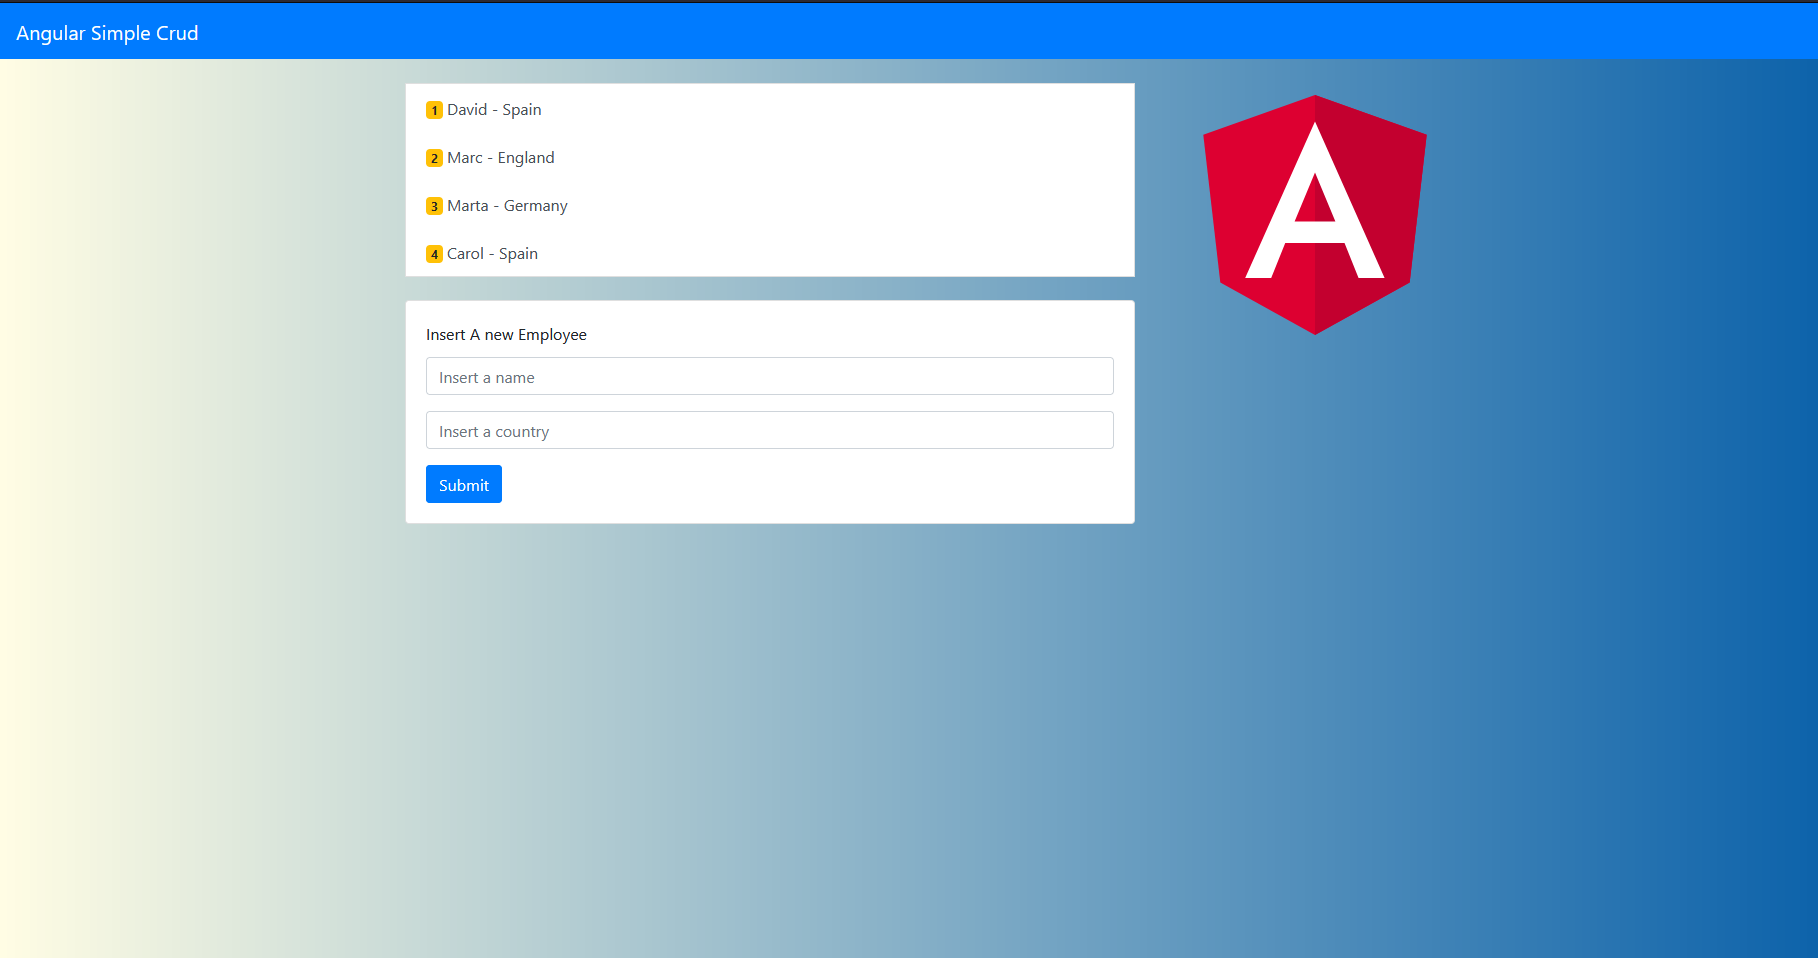 Angular Simple Crud
1 David - Spain
2 Marc - England
3 Marta - Germany
4 Carol - Spain
A
Insert A new Employee
Insert a name
Insert a country
Submit